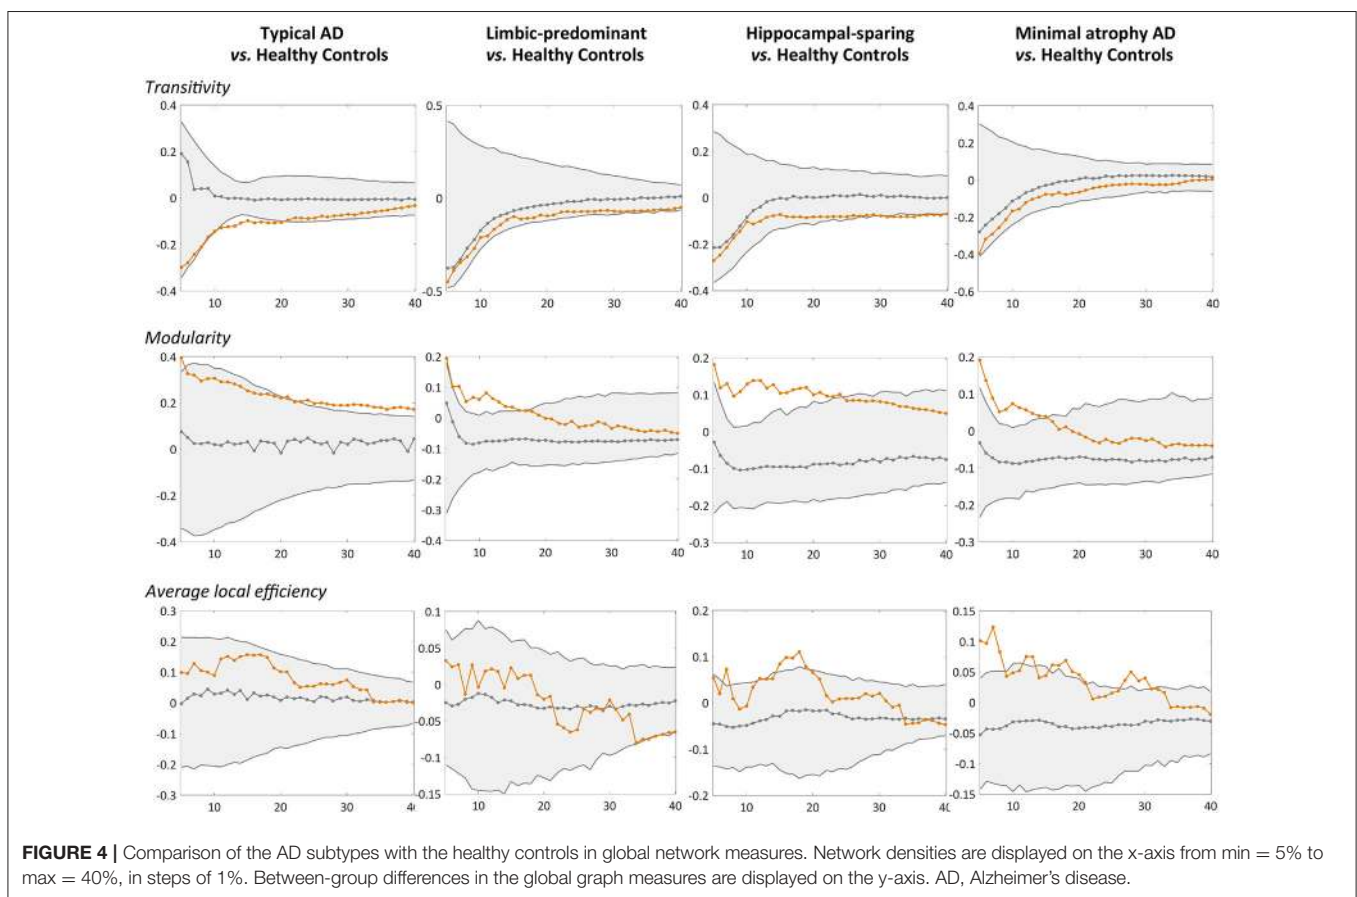 Typical AD
vs. Healthy Controls
Limbic-predominant
vs. Healthy Controls
Hippocampal-sparing
vs. Healthy Controls
Minimal atrophy AD
vs. Healthy Controls
Transitivity
0.4
0.2
0
-0.2
-0.4
10 20 30 40
0.5
0
-0.5
10 20 30 40
0.4
0.2
0
-0.2
-0.4
10 20 30 40
0.4
0.2
0
-0.2
-0.4
-0.6
10 20 30 40
Modularity
0.4
0.2
0
-0.2
-0.4
10 20 30 40
0.2
0.1
0
-0.1
-0.2
-0.3
-0.4
10 20 30 40
0.2
0.1
0
-0.1
-0.2
-0.3
10 20 30 40
0.2
0.1
0
-0.1
-0.2
-0.3
10 20 30 40
Average local efficiency
0.3
0.2
0.1
0
-0.1
-0.2
-0.3
10 20 30
0.1
0.05
0
-0.05
-0.1
-0.15
10 20 30 40
0.2
0.1
0
-0.1
-0.2
10 20 30 40
0.15
0.1
0.05
0
-0.05
-0.1
-0.15
10 20 30 40
FIGURE 4 | Comparison of the AD subtypes with the healthy controls in global network measures. Network densities are displayed on the x-axis from min = 5% to
max = 40%, in steps of 1%. Between-group differences in the global graph measures are displayed on the y-axis. AD, Alzheimer's disease.